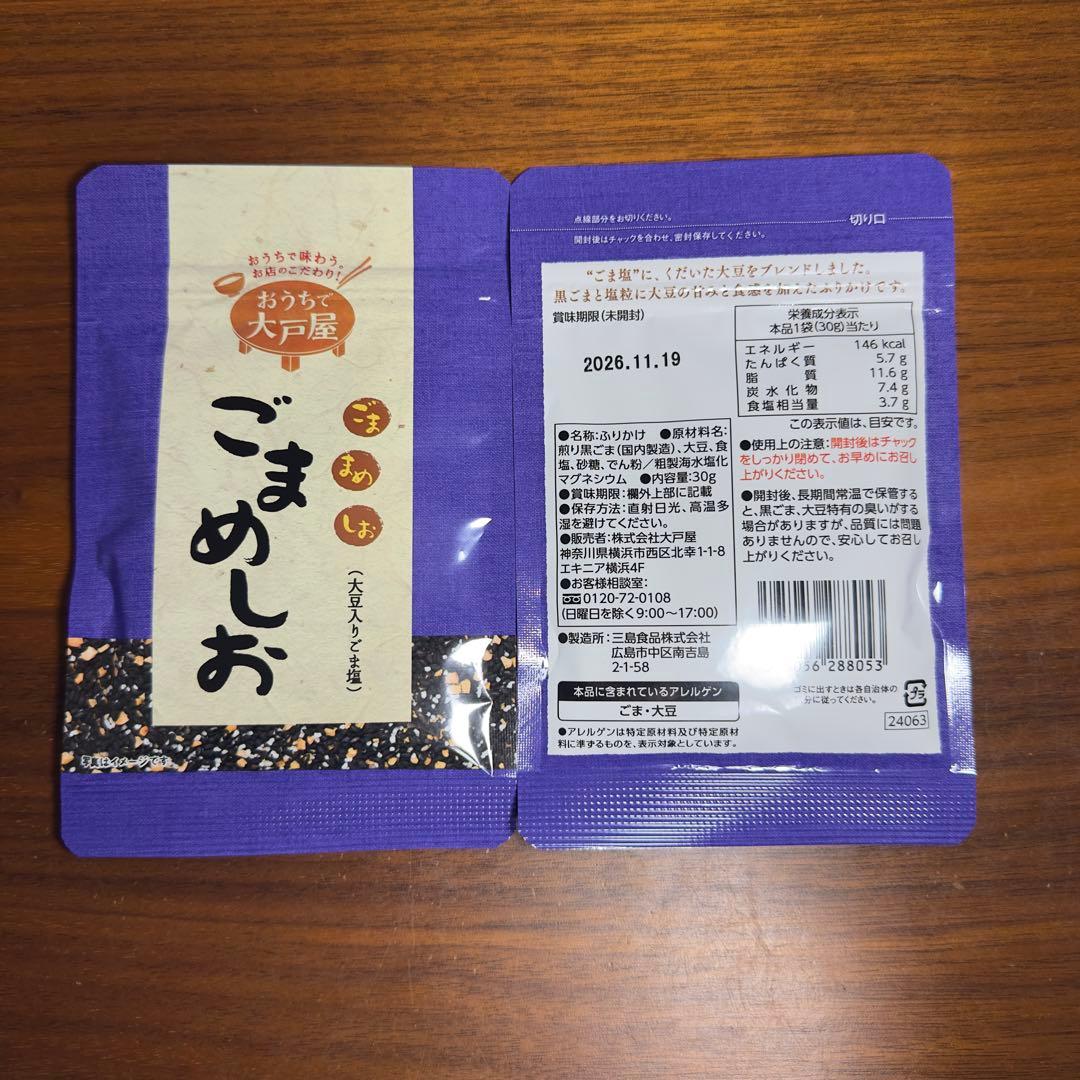 おうちで味わう。
お店のこだわり!
おうちで
大戸屋
ごま
まめ
しお
ごまめしお
(大豆入りごま塩)
写真はイメージです。
点線部分をお切りください。
切り口
開封後はチャックを合わせ、密封保存してください。
“ごま塩”に、くだいた大豆をブレンドしました。
黒ごまと塩粒に大豆の甘みと食感を加えたふりかけです。
賞味期限(未開封)
2026.11.19
栄養成分表示
本品1袋(30g)当たり
エネルギー 146 kcal
たんぱく質 5.7 g
脂質 11.6 g
炭水化物 7.4 g
食塩相当量 3.7 g
この表示値は、目安です。
●名称:ふりかけ ●原材料名:
煎り黒ごま(国内製造)、大豆、食
塩、砂糖、でん粉/粗製海水塩化
マグネシウム ●内容量:30g
●賞味期限:欄外上部に記載
●保存方法:直射日光、高温多
湿を避けてください。
●販売者:株式会社大戸屋
神奈川県横浜市西区北幸1-1-8
エキニア横浜4F
●お客様相談室:
0120-72-0108
(日曜日を除く9:00〜17:00)
●製造所:三島食品株式会社
広島市中区南吉島
2-1-58
本品に含まれているアレルゲン
ごま・大豆
●アレルゲンは特定原材料及び特定原材
料に準ずるものを、表示対象としています。
●使用上の注意:開封後はチャック
をしっかり閉めて、お早めにお召し
上がりください。
●開封後、長期間常温で保管する
と、黒ごま、大豆特有の臭いがする
場合がありますが、品質には問題
ありませんので、安心してお召し
上がりください。
56 288053
ゴミに出すときは各自治体の
分に従ってください。
プラ
24063